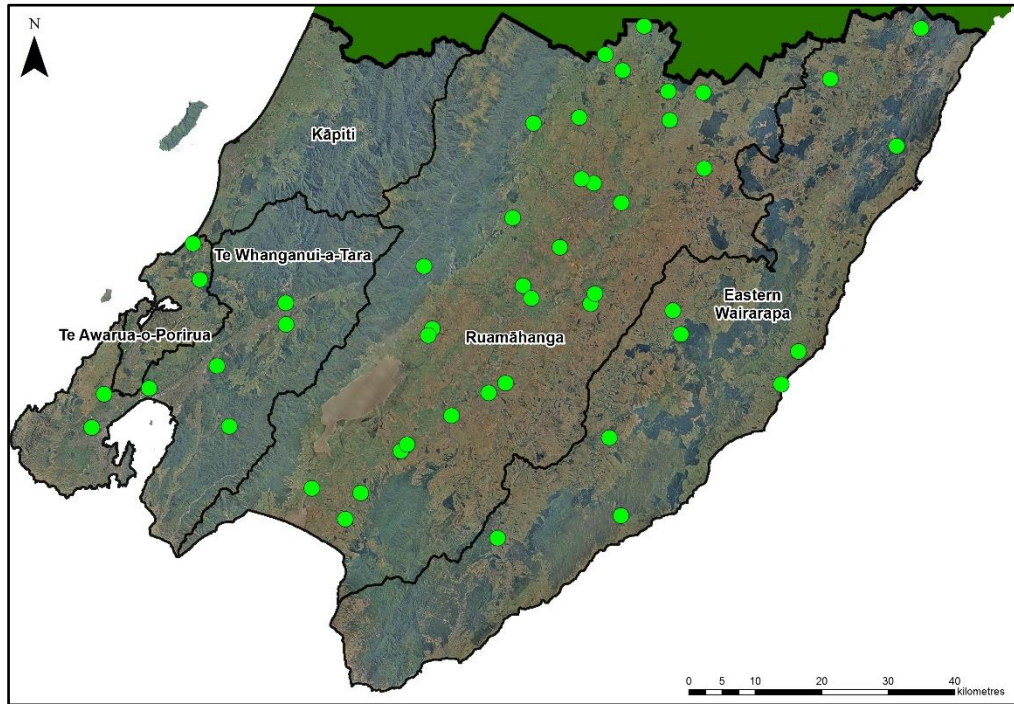 N
Kāpiti
Te Whanganui-a-Tara
Te Awarua-o-Porirua
Ruamāhanga
Eastern
Wairarapa
0 5 10 20 30 40
kilometres